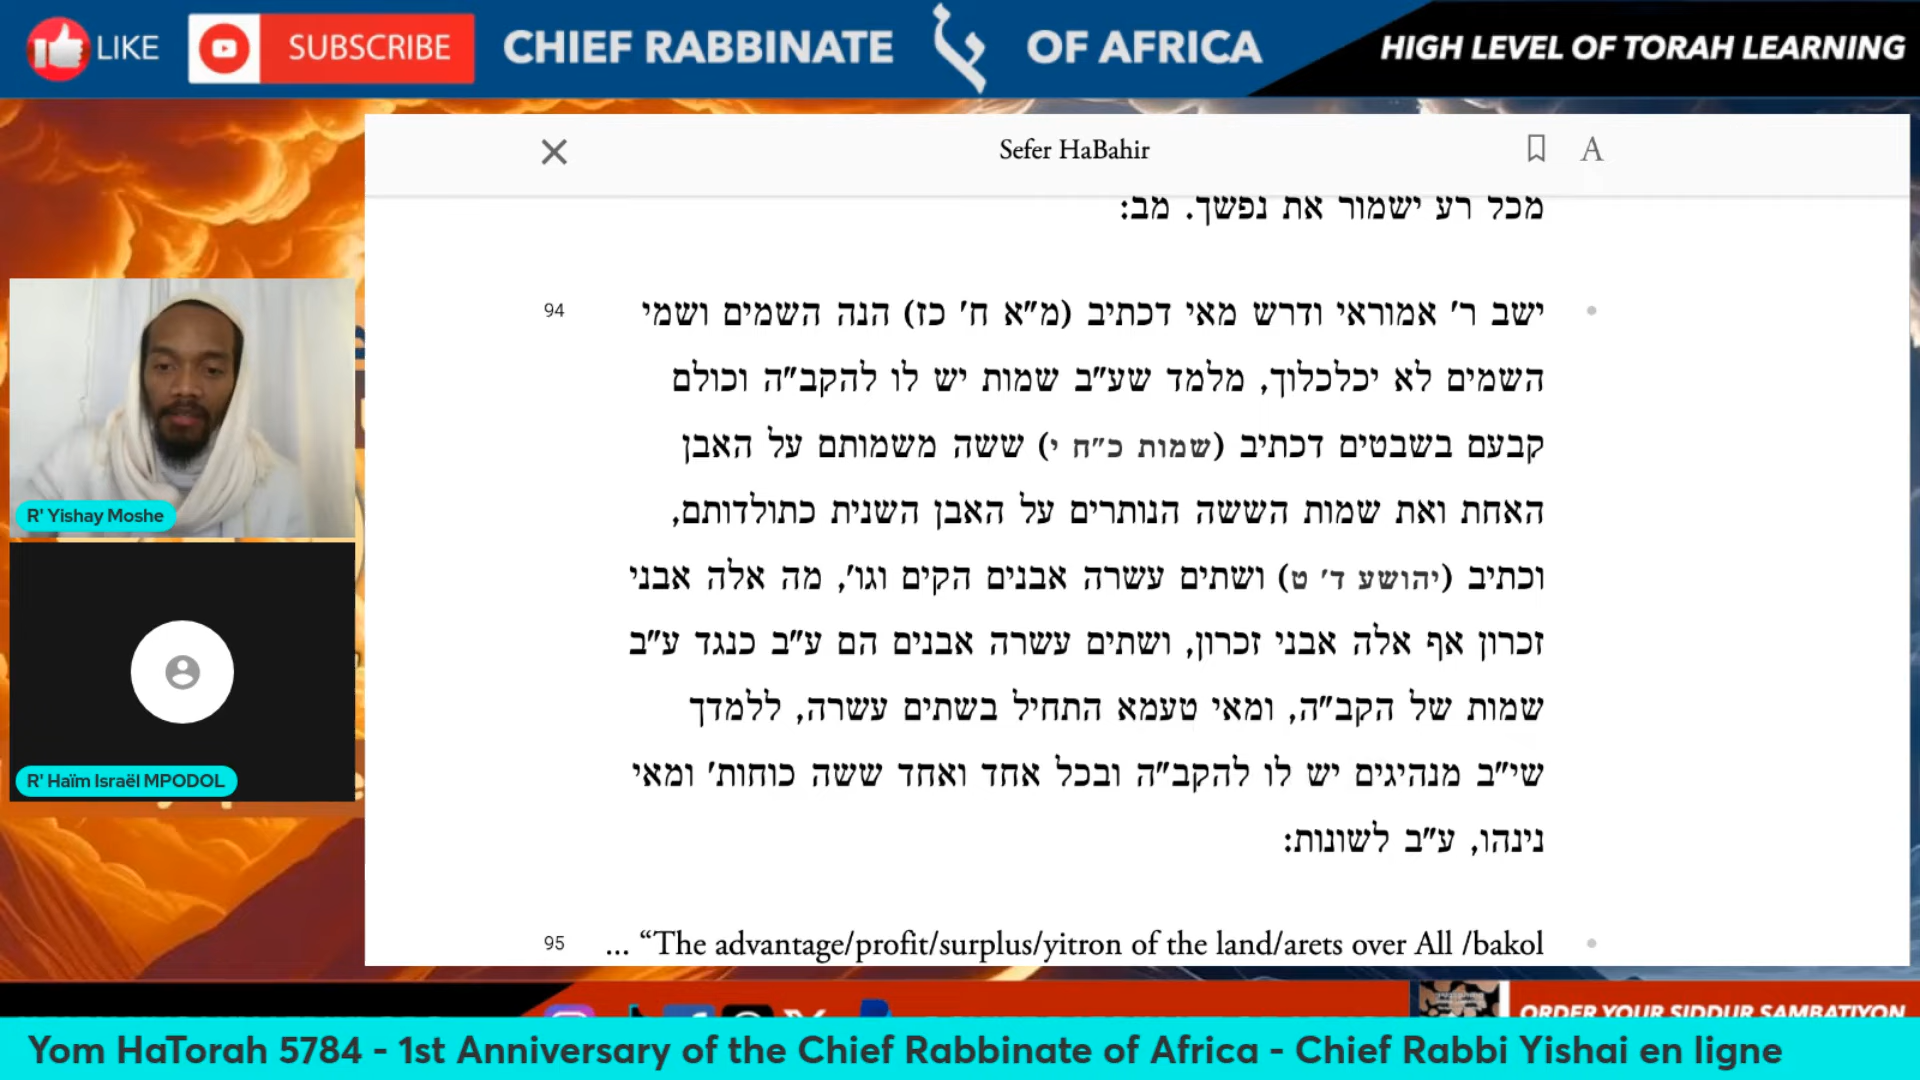 LIKE
SUBSCRIBE
CHIEF RABBINATE OF AFRICA
HIGH LEVEL OF TORAH LEARNING
Sefer HaBahir
A
מכל רע ישמור את נפשך. מב:
94
ישב ר' אמוראי ודרש מאי דכתיב (מ"א ח' כז) הנה השמים ושמי
השמים לא יכלכלוך, מלמד שע"ב שמות יש לו להקב"ה וכולם
קבעם בשבטים דכתיב (שמות כ"ח י) ששה משמותם על האבן
האחת ואת שמות הששה הנותרים על האבן השנית כתולדותם,
וכתיב (יהושע ד' ט) ושתים עשרה אבנים הקים וגו', מה אלה אבני
זכרון אף אלה אבני זכרון, ושתים עשרה אבנים הם ע"ב כנגד ע"ב
שמות של הקב"ה, ומאי טעמא התחיל בשתים עשרה, ללמדך
שי"ב מנהיגים יש לו להקב"ה ובכל אחד ואחד ששה כוחות' ומאי
נינהו, ע"ב לשונות:
95
... “The advantage/profit/surplus/yitron of the land/arets over All /bakol
R' Yishay Moshe
R' Haïm Israël MPODOL
ORDER YOUR SIDDUR SAMBATIYON
Yom HaTorah 5784 - 1st Anniversary of the Chief Rabbinate of Africa - Chief Rabbi Yishai en ligne